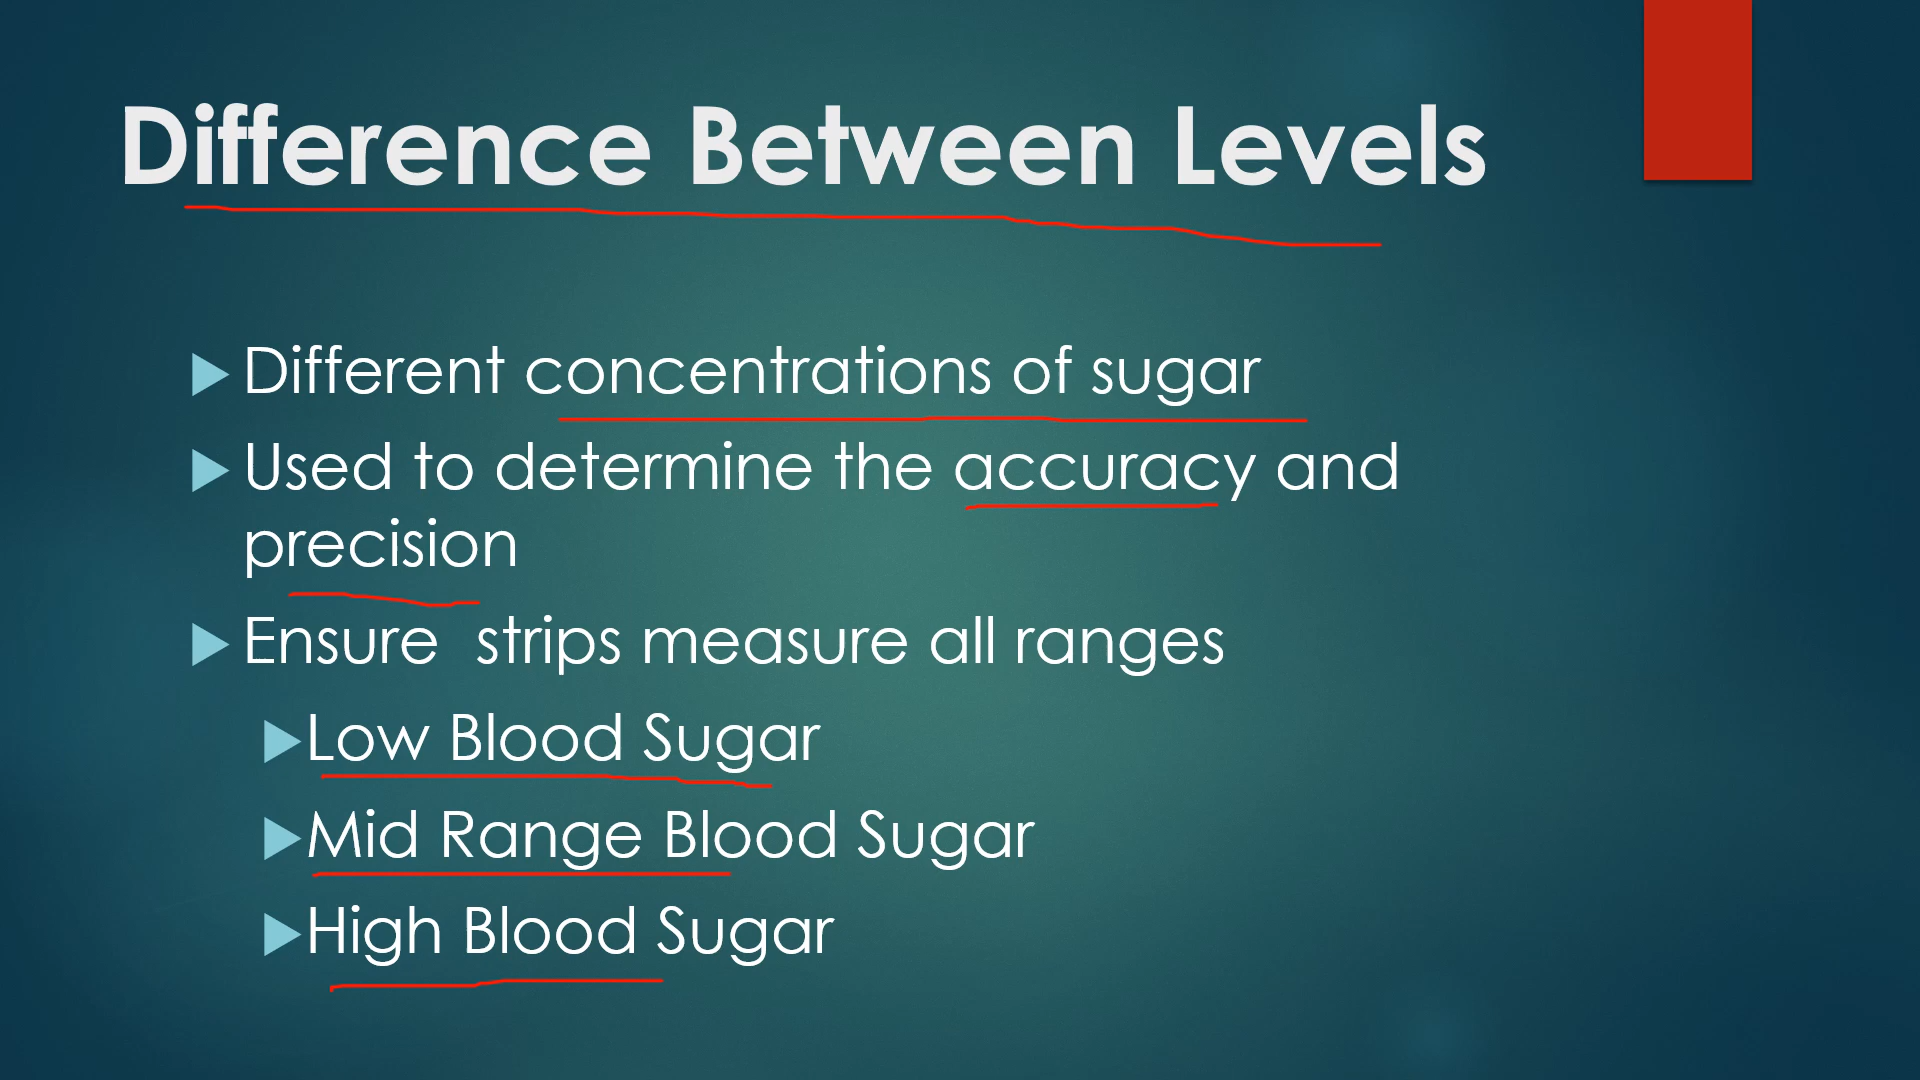 Difference Between Levels
Different concentrations of sugar
Used to determine the accuracy and
precision
Ensure  strips measure all ranges
Low Blood Sugar
Mid Range Blood Sugar
High Blood Sugar